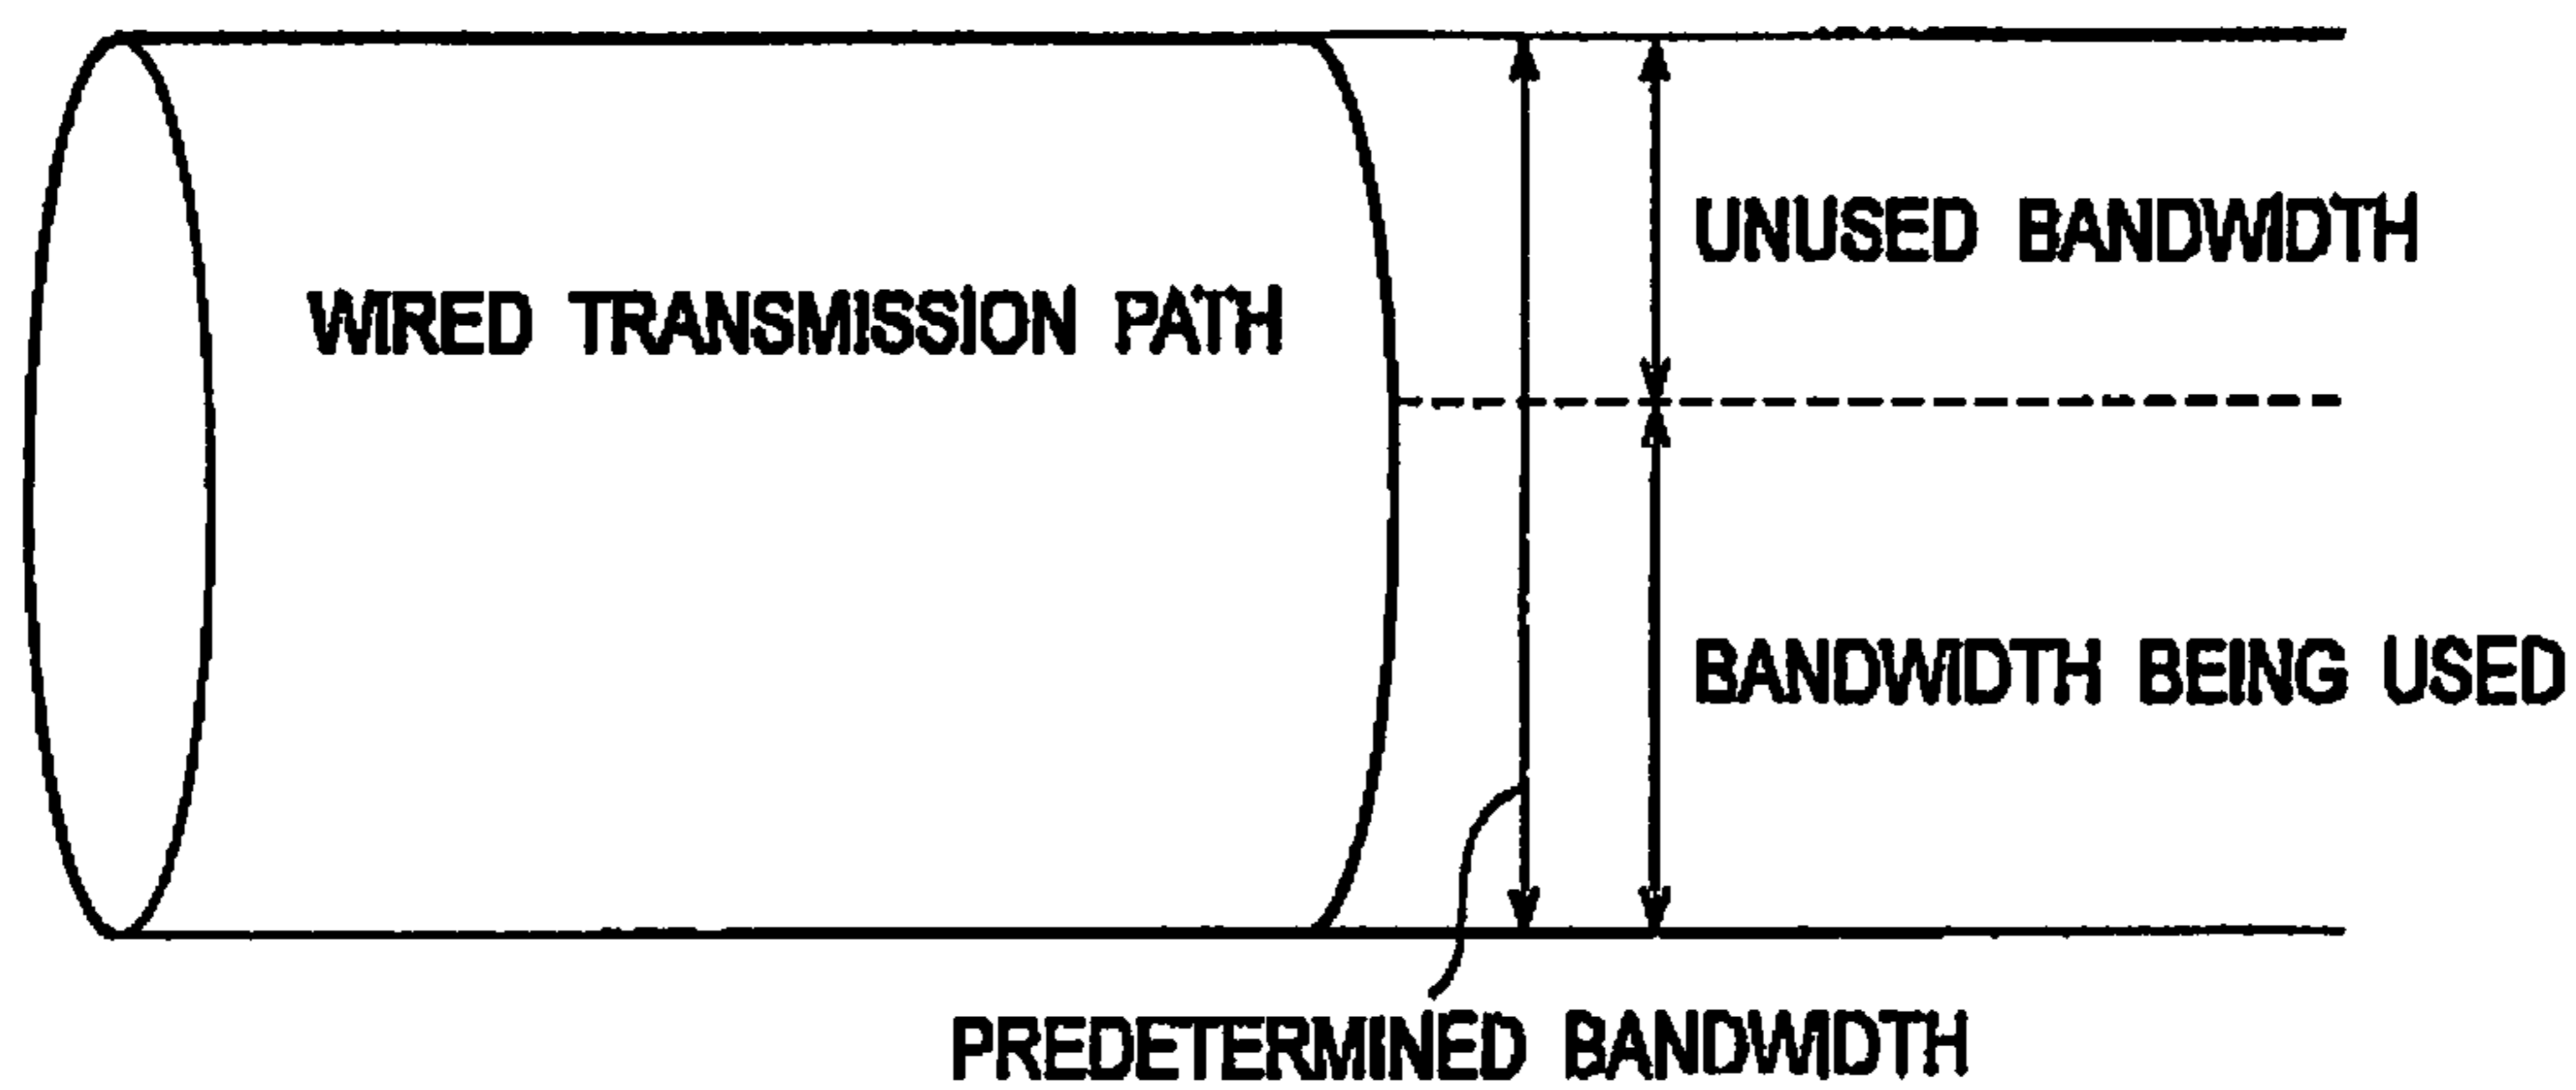 UNUSED BANDWIDTH
WIRED TRANSMISSION PATH
BANDWIDTH BEING USED
PREDETERMINED BANDWIDTH